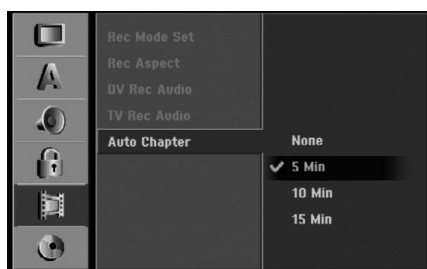 Rec Mode Set
Rec Aspect
DV Rec Audio
TV Rec Audio
Auto Chapter
None
5 Min
10 Min
15 Min